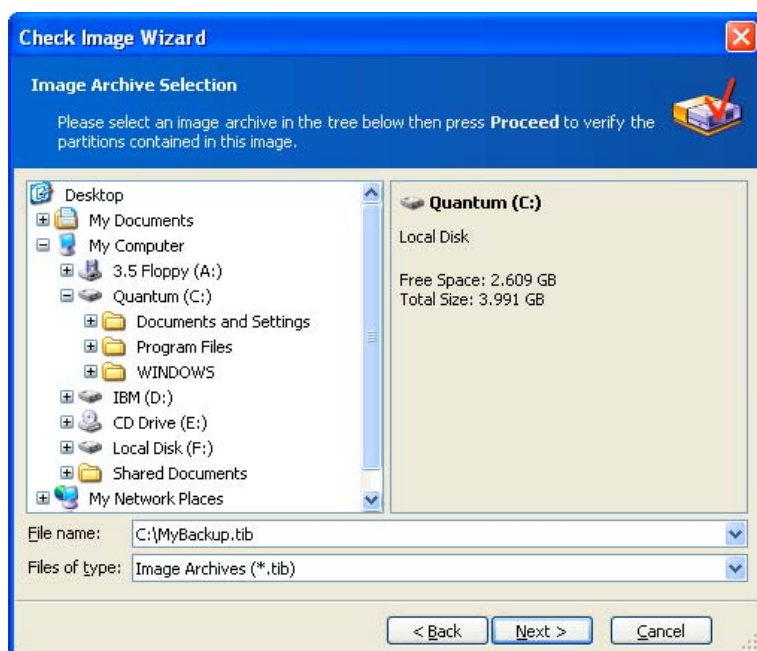 Check Image Wizard
Image Archive Selection
Please select an image archive in the tree below then press Proceed to verify the
partitions contained in this image.
Desktop
My Documents
My Computer
3.5 Floppy (A:)
Quantum (C:)
Documents and Settings
Program Files
WINDOWS
IBM (D:)
CD Drive (E:)
Local Disk (F:)
Shared Documents
My Network Places
Quantum (C:)
Local Disk
Free Space: 2.609 GB
Total Size: 3.991 GB
File name: C:\MyBackup.tib
Files of type: Image Archives (*.tib)
< Back Next > Cancel